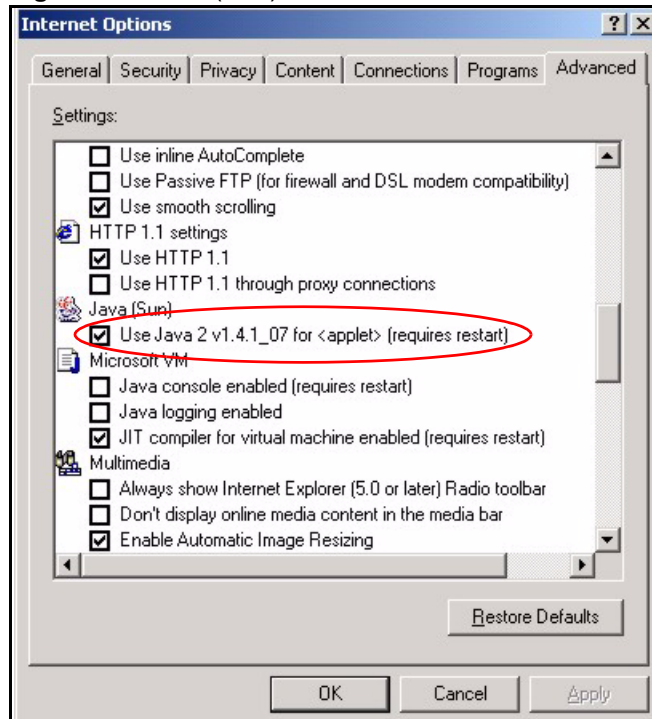 Internet Options
General Security Privacy Content Connections Programs Advanced
Settings:
Use inline AutoComplete
Use Passive FTP (for firewall and DSL modem compatibility)
Use smooth scrolling
HTTP 1.1 settings
Use HTTP 1.1
Use HTTP 1.1 through proxy connections
Java (Sun)
Use Java 2 v1.4.1_07 for <applet> (requires restart)
Microsoft VM
Java console enabled (requires restart)
Java logging enabled
JIT compiler for virtual machine enabled (requires restart)
Multimedia
Always show Internet Explorer (5.0 or later) Radio toolbar
Don't display online media content in the media bar
Enable Automatic Image Resizing
Restore Defaults
OK Cancel Apply